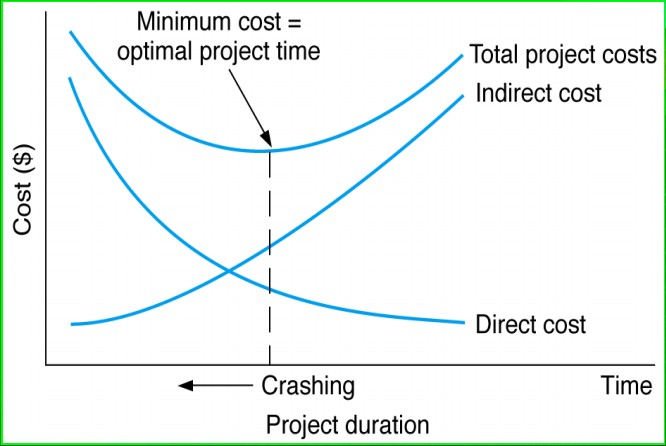 Minimum cost =
optimal project time
Total project costs
Indirect cost
Cost ($)
Direct cost
Crashing
Time
Project duration